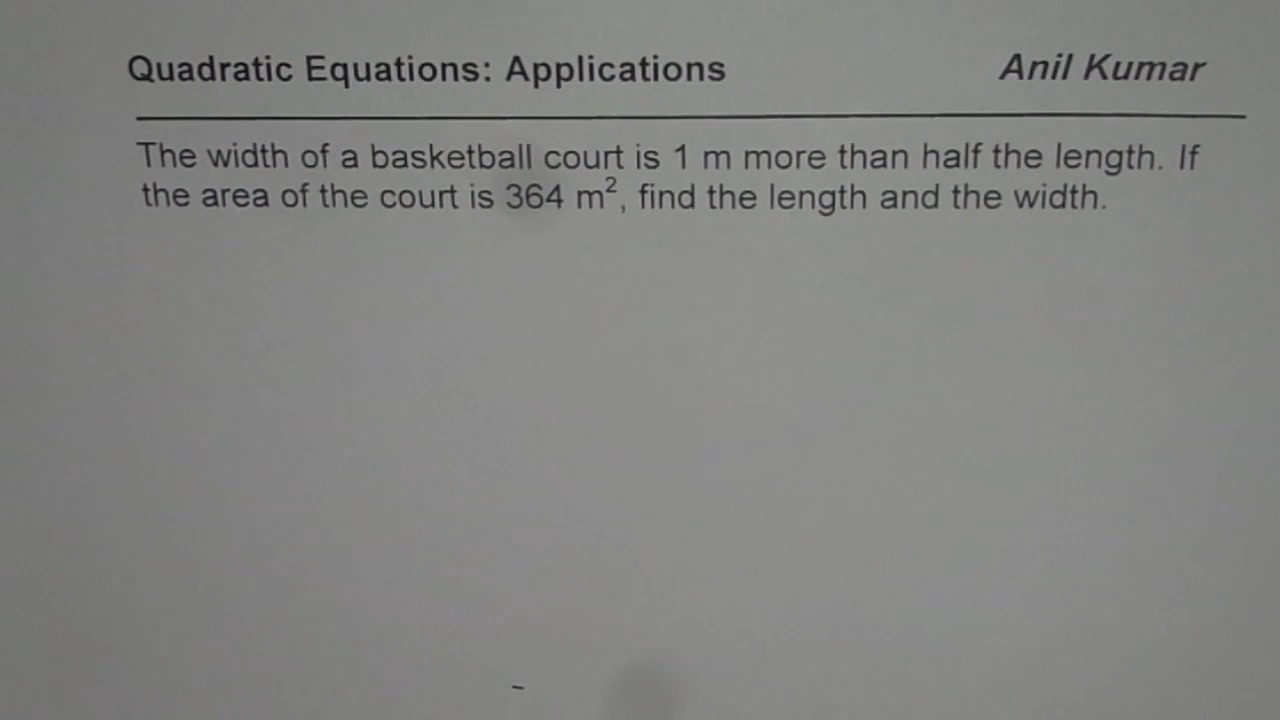 Quadratic Equations: Applications Anil Kumar
The width of a basketball court is 1 m more than half the length. If
the area of the court is 364 m², find the length and the width.